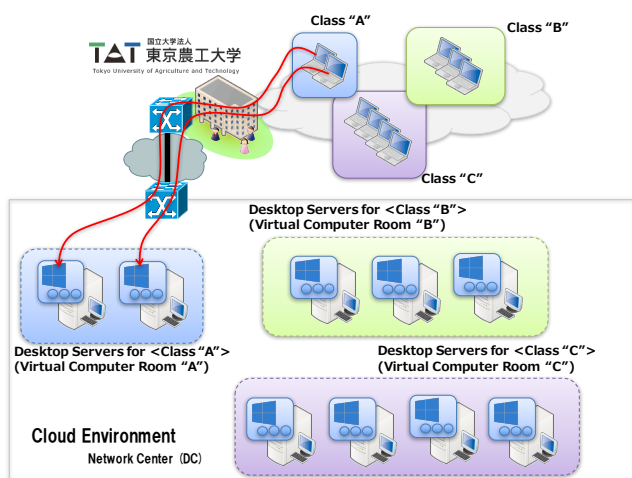 Class “A”
Class “B”
国立大学法人
TAT 東京農工大学
Tokyo University of Agriculture and Technology
Class “C”
Desktop Servers for <Class “B”>
(Virtual Computer Room “B”)
Desktop Servers for <Class “A”>
(Virtual Computer Room “A”)
Desktop Servers for <Class “C”>
(Virtual Computer Room “C”)
Cloud Environment
Network Center (DC)